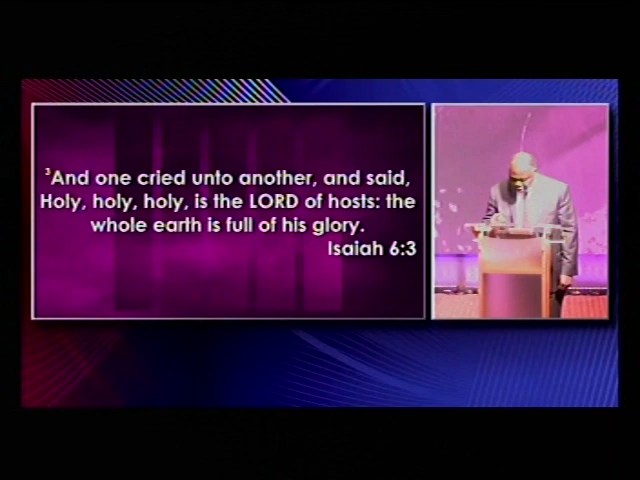 ³And one cried unto another, and said,
Holy, holy, holy, is the LORD of hosts: the
whole earth is full of his glory.
Isaiah 6:3